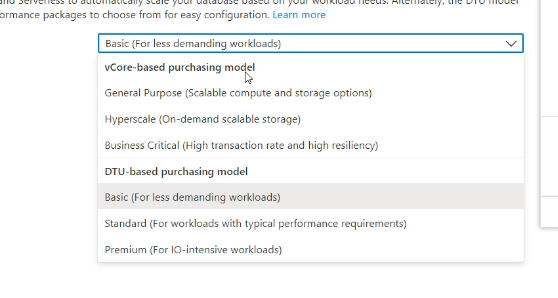 and Serverless to automatically scale your database based on your workload needs. Alternatively, the DTU model
ormance packages to choose from for easy configuration. Learn more
Basic (For less demanding workloads)
vCore-based purchasing model
General Purpose (Scalable compute and storage options)
Hyperscale (On-demand scalable storage)
Business Critical (High transaction rate and high resiliency)
DTU-based purchasing model
Basic (For less demanding workloads)
Standard (For workloads with typical performance requirements)
Premium (For IO-intensive workloads)